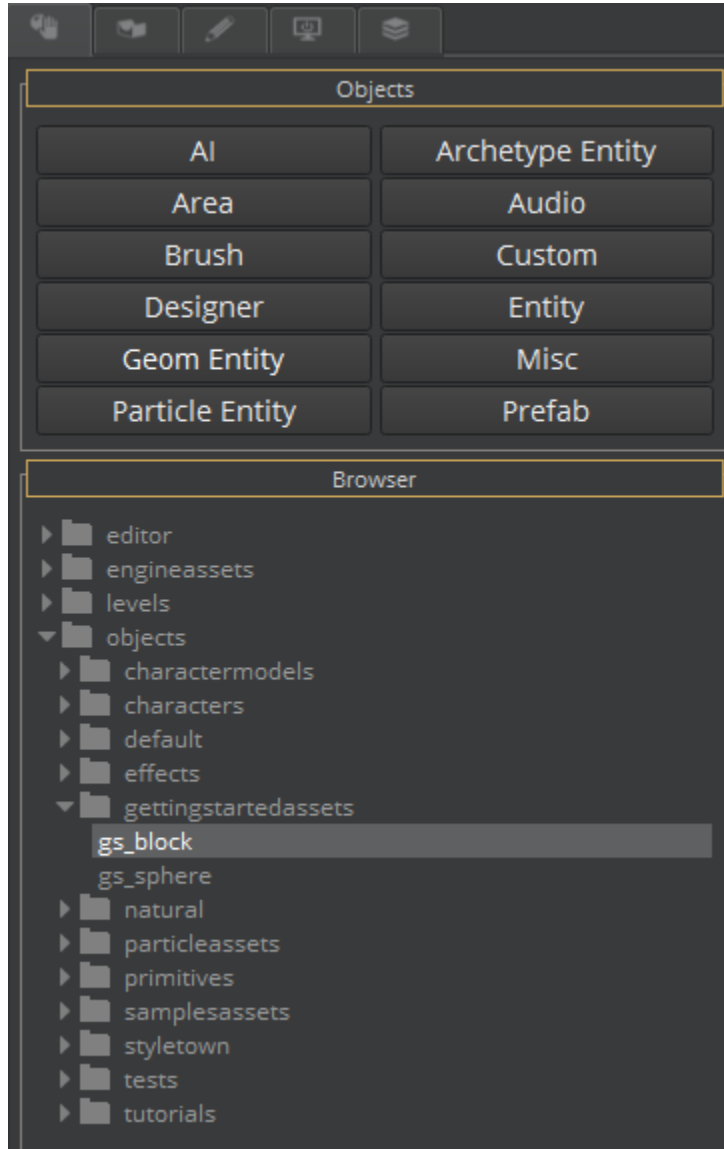 Objects
AI Archetype Entity
Area Audio
Brush Custom
Designer Entity
Geom Entity Misc
Particle Entity Prefab
Browser
editor
engineassets
levels
objects
charactermodels
characters
default
effects
gettingstartedassets
gs_block
gs_sphere
natural
particleassets
primitives
samplesassets
styletown
tests
tutorials